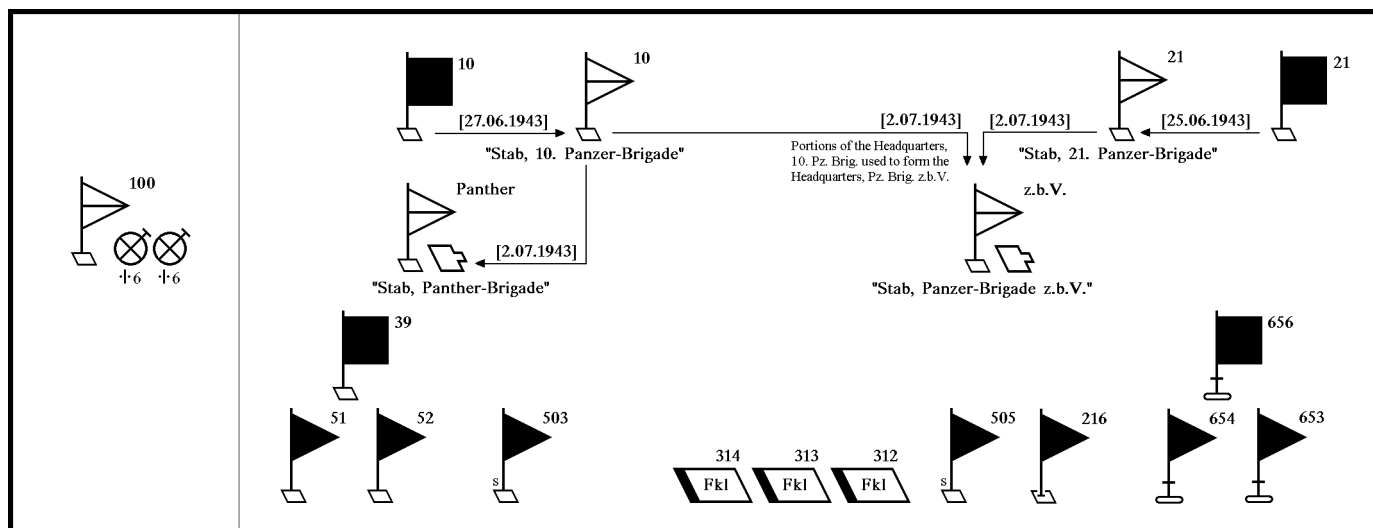 10
10
21
21
[27.06.1943]
[2.07.1943]
[2.07.1943]
[25.06.1943]
"Stab, 10. Panzer-Brigade"
Portions of the Headquarters,
10. Pz. Brig. used to form the
Headquarters, Pz. Brig. z.b.V.
"Stab, 21. Panzer-Brigade"
100
·|·6
·|·6
Panther
z.b.V.
[2.07.1943]
"Stab, Panther-Brigade"
"Stab, Panzer-Brigade z.b.V."
39
656
51
52
503
505
216
654
653
314
313
312
s
Fkl
Fkl
Fkl
s